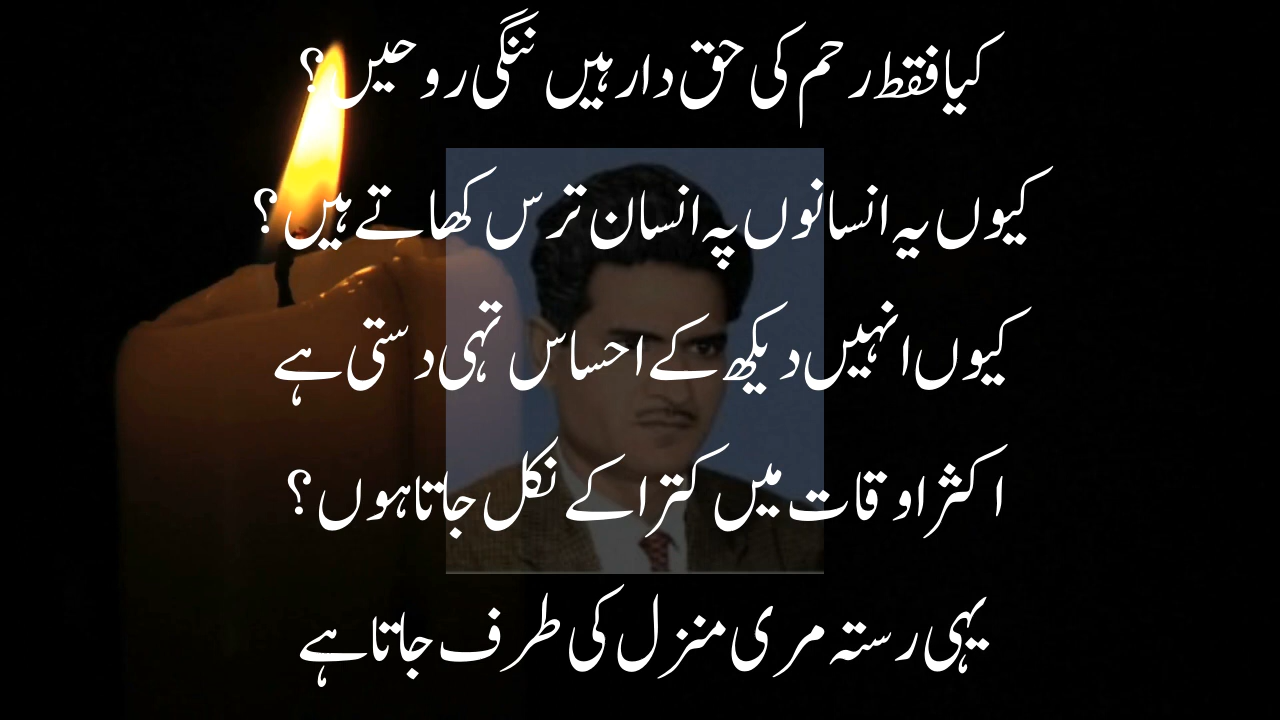 کیا فقط رحم کی حق دار ہیں ننگی روحیں؟
کیوں یہ انسانوں پہ انسان ترس کھاتے ہیں؟
کیوں انہیں دیکھ کے احساس تہی دستی ہے
اکثر اوقات میں کترا کے نکل جاتا ہوں؟
یہی رستہ مری منزل کی طرف جاتا ہے